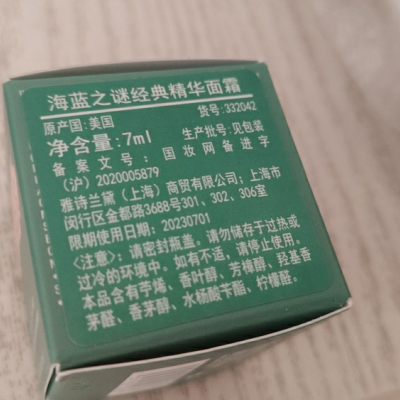 海蓝之谜经典精华面霜
货号:332042
原产国:美国
生产批号:见包装
净含量:7ml
备案文号:国妆网备进字
(沪)2020005879
雅诗兰黛(上海)商贸有限公司;上海市
闵行区金都路3688号301、302、306室
限期使用日期:20230701
<注意>:请密封瓶盖。请勿储存于过热或
过冷的环境中。如有不适,请停止使用。
本品含有苧烯、香叶醇、芳樟醇、羟基香
茅醛、香茅醇、水杨酸苄酯、柠檬醛。